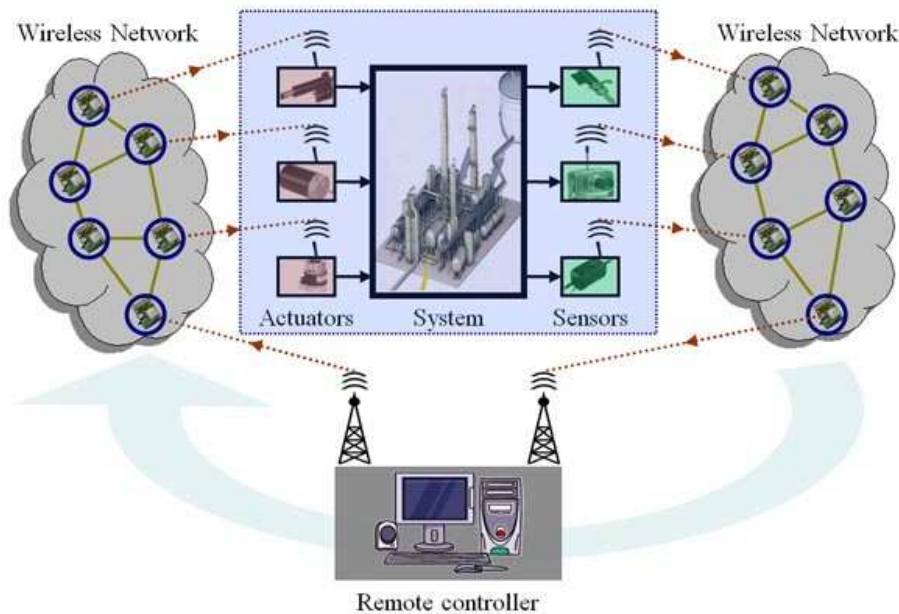 Wireless Network
Wireless Network
Actuators
System
Sensors
Remote controller